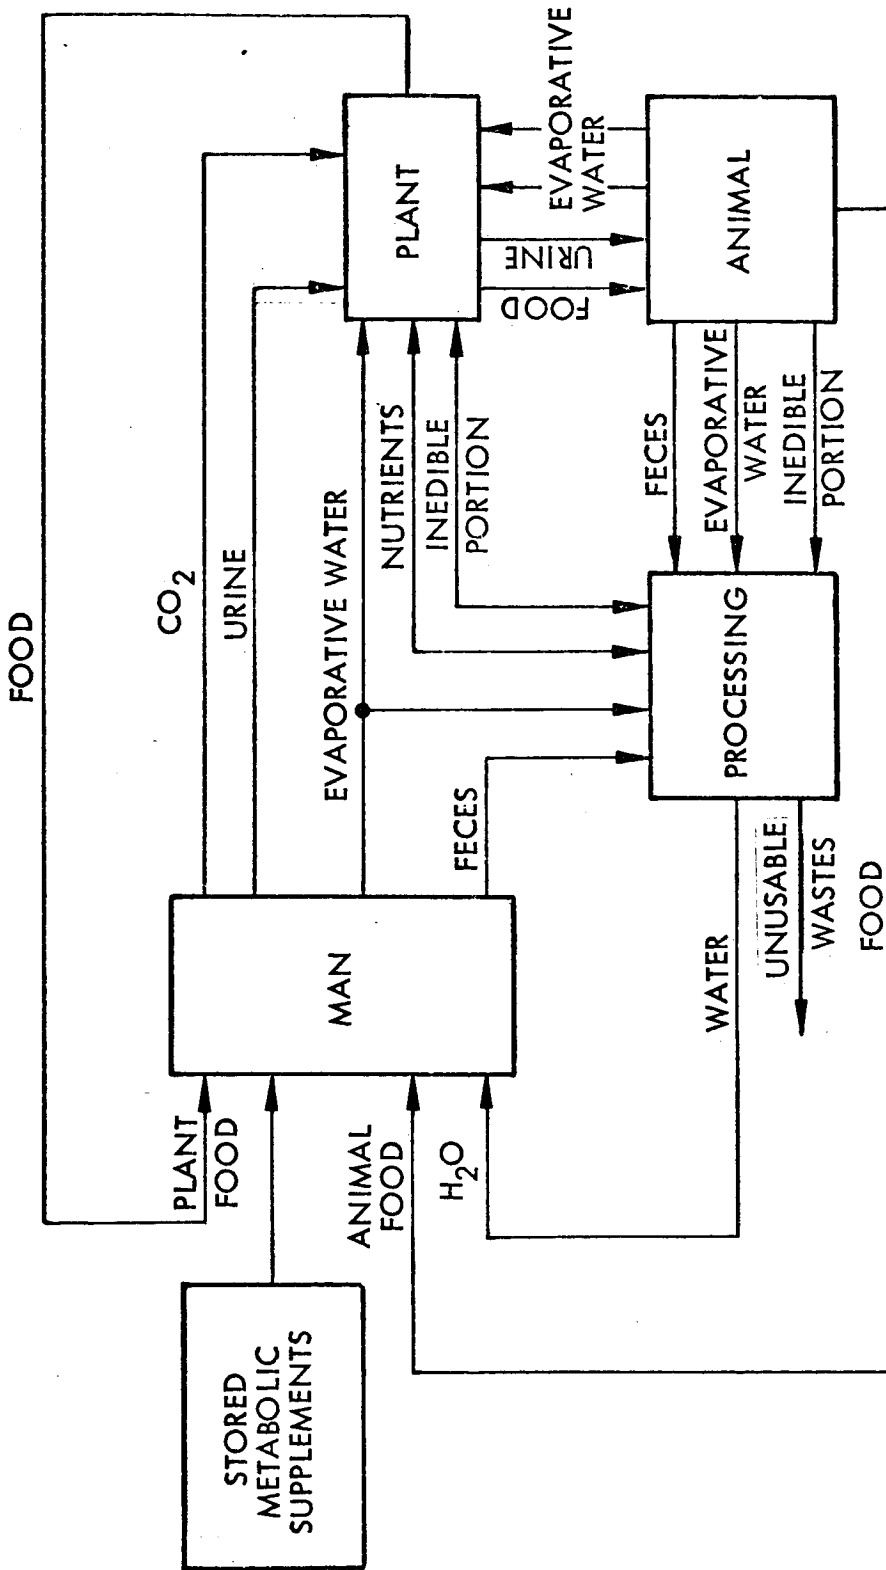 FOOD
CO2
URINE
EVAPORATIVE WATER
NUTRIENTS
INEDIBLE
PORTION
FECES
PLANT
FOOD
STORED
METABOLIC
SUPPLEMENTS
ANIMAL
FOOD
H2O
MAN
PLANT
FOOD
URINE
EVAPORATIVE
WATER
ANIMAL
FECES
EVAPORATIVE
WATER
INEDIBLE
PORTION
PROCESSING
WATER
UNUSABLE
WASTES
FOOD